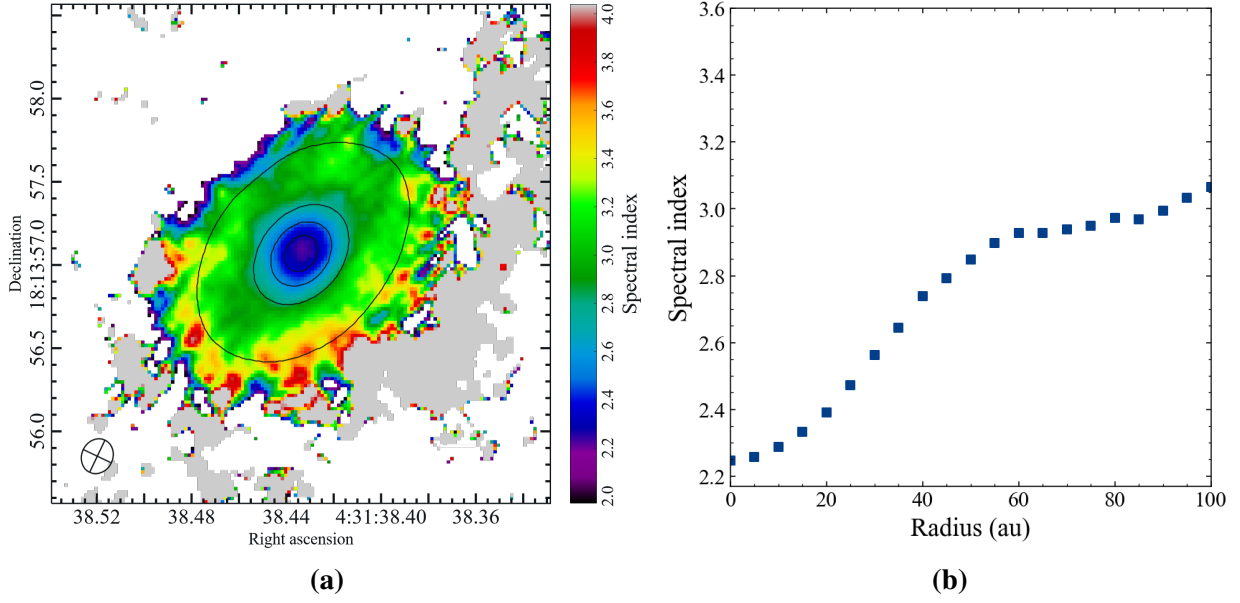 58.0
57.5
18:13:57.0
56.5
56.0
Declination
38.52 38.48 38.44 4:31:38.40 38.36
Right ascension
4.0
3.8
3.6
3.4
3.2
3.0
2.8
2.6
2.4
2.2
2.0
Spectral index
(a)
3.6
3.4
3.2
3.0
2.8
2.6
2.4
2.2
Spectral index
0 20 40 60 80 100
Radius (au)
(b)